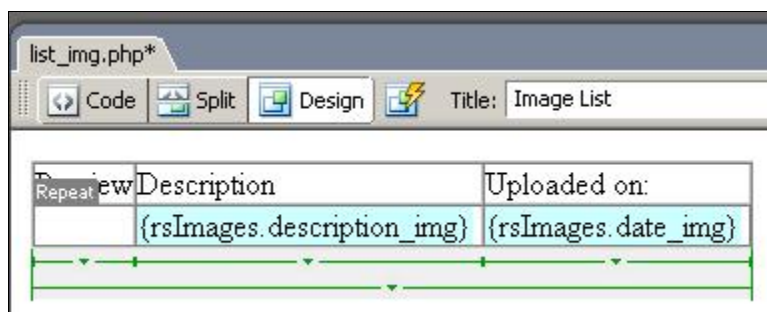 list_img.php*
Code Split Design Title: Image List
Description Uploaded on:
Repeat
{rsImages.description_img} {rsImages.date_img}